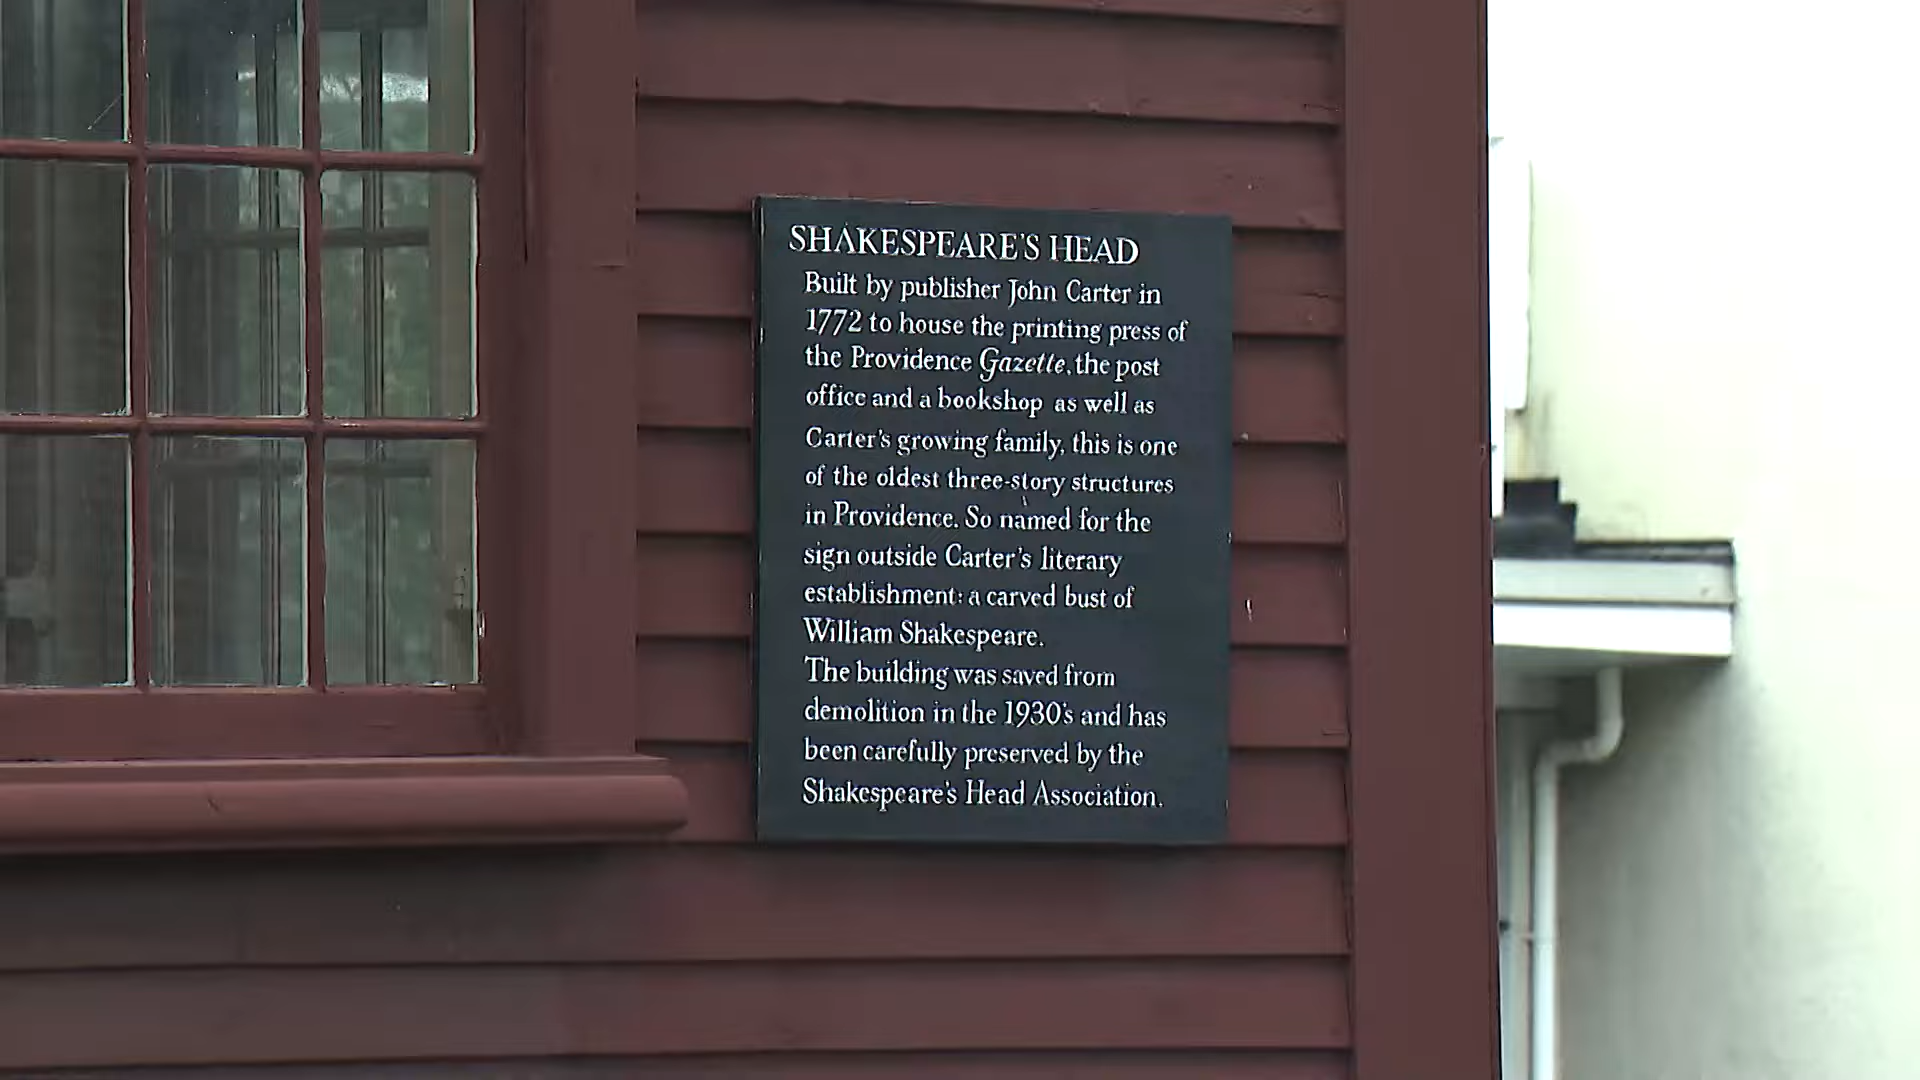 SHAKESPEARE'S HEAD
Built by publisher John Carter in
1772 to house the printing press of
the Providence Gazette, the post
office and a bookshop as well as
Carter's growing family, this is one
of the oldest three-story structures
in Providence. So named for the
sign outside Carter's literary
establishment: a carved bust of
William Shakespeare.
The building was saved from
demolition in the 1930's and has
been carefully preserved by the
Shakespeare's Head Association.